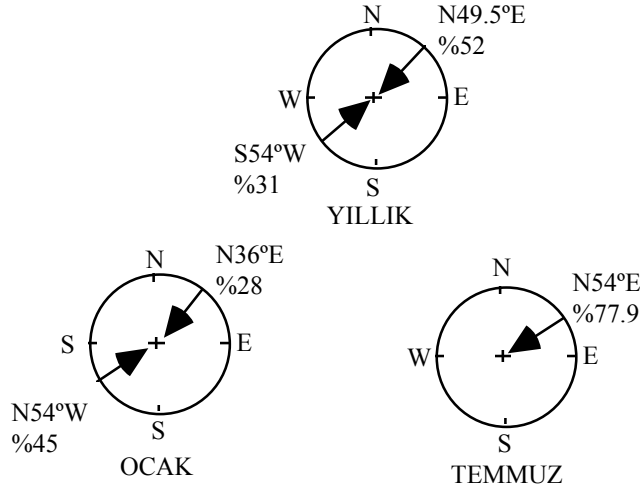 N
N49.5ºE
%52
W
E
S54ºW
%31
S
YILLIK
N
N36ºE
%28
S
E
N54ºW
%45
S
OCAK
N
N54ºE
%77.9
W
E
S
TEMMUZ